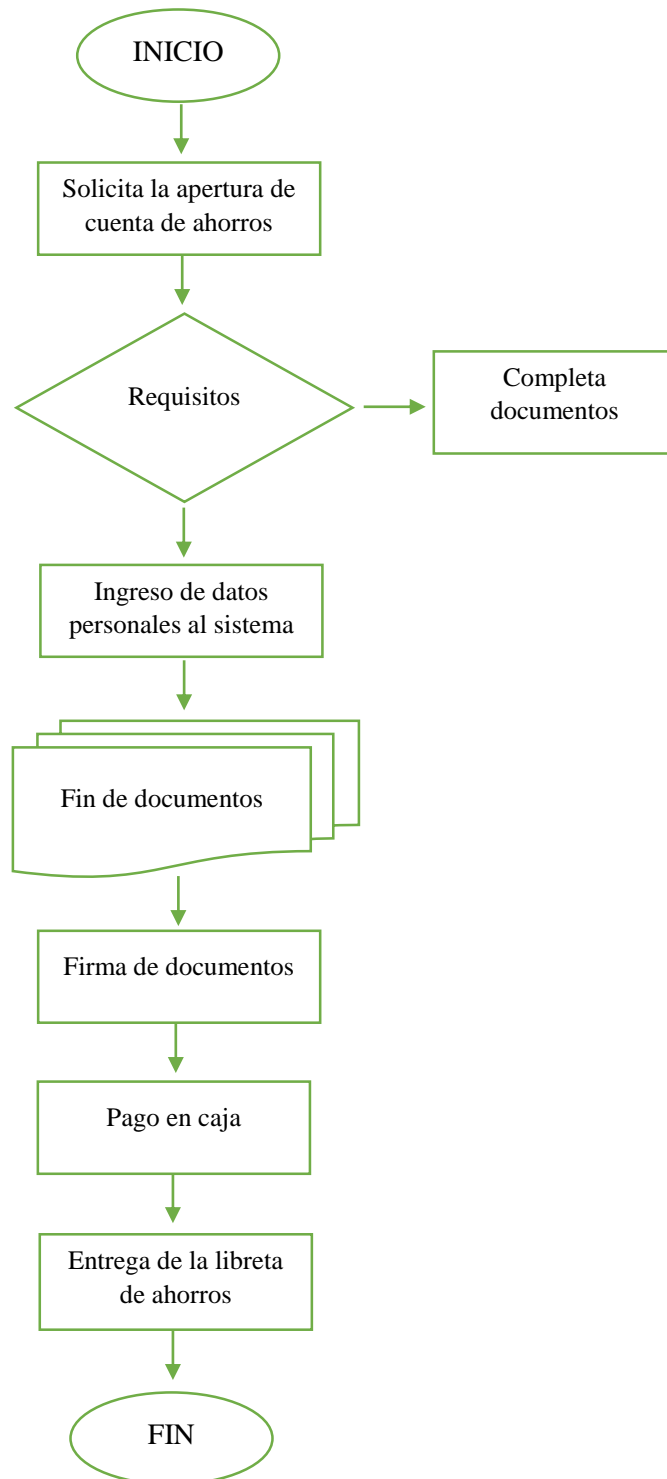 INICIO
Solicita la apertura de
cuenta de ahorros
Requisitos
Completa
documentos
Ingreso de datos
personales al sistema
Fin de documentos
Firma de documentos
Pago en caja
Entrega de la libreta
de ahorros
FIN